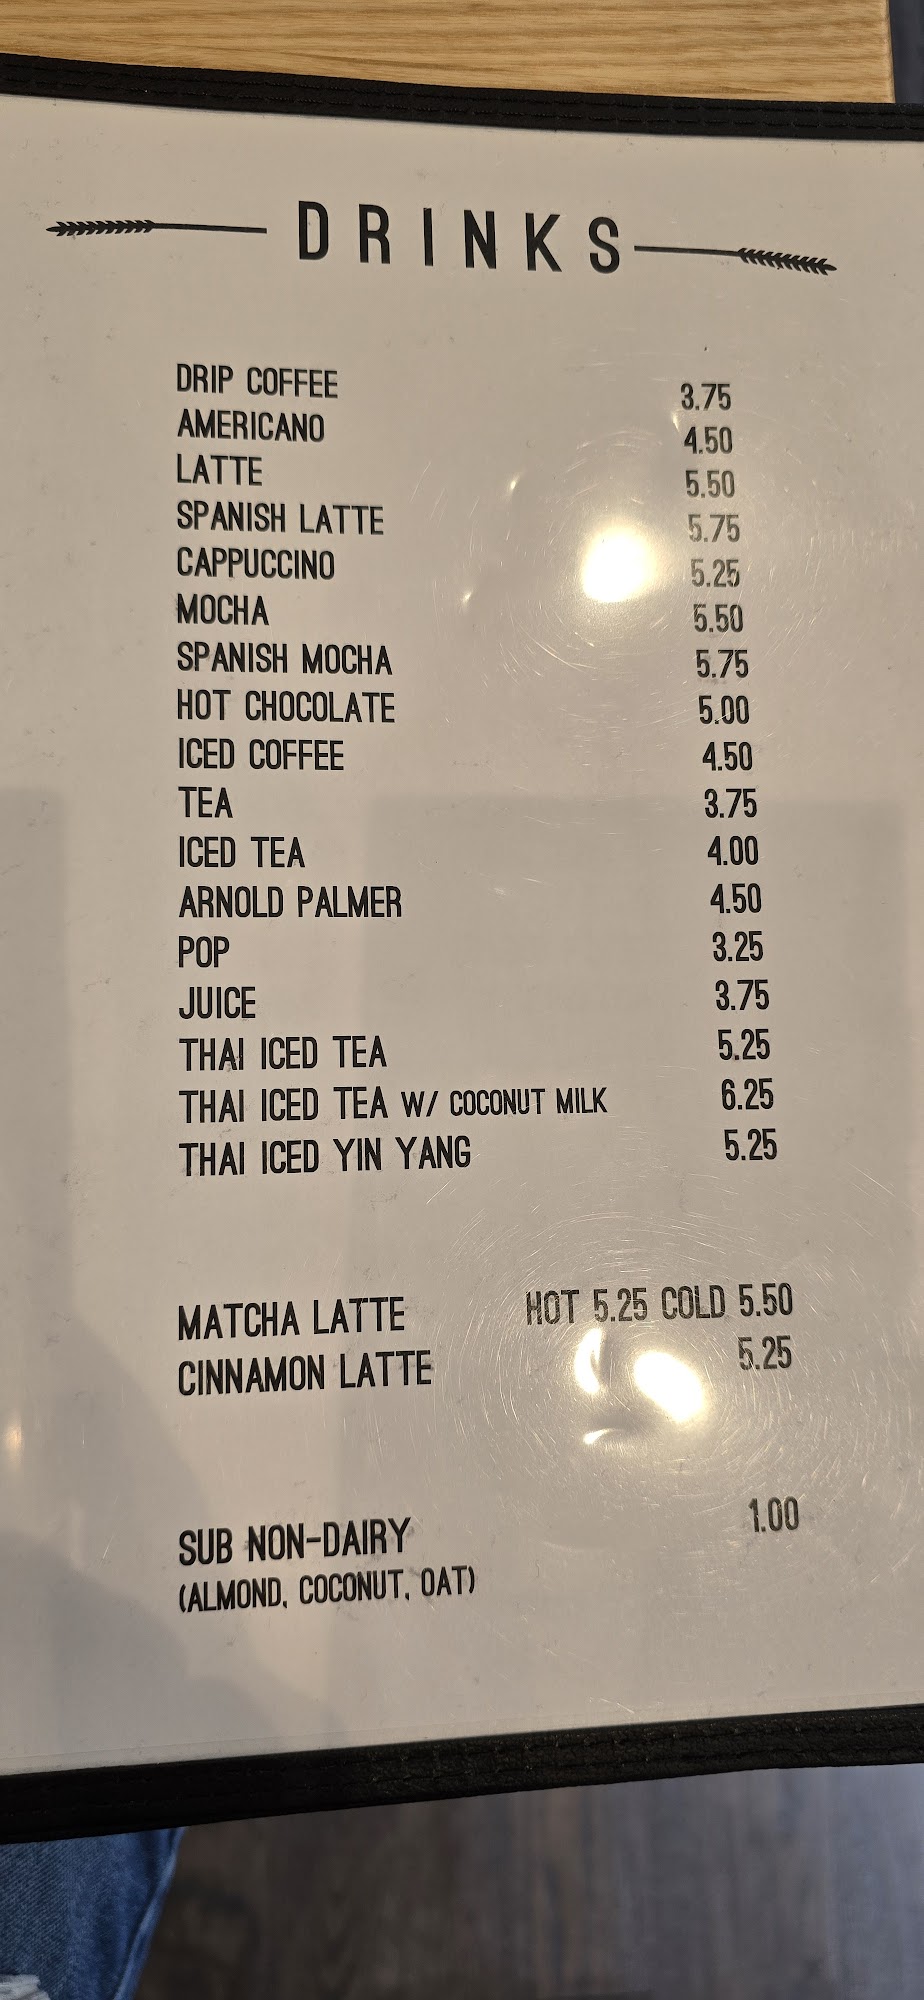 DRINKS
DRIP COFFEE 3.75
AMERICANO 4.50
LATTE 5.50
SPANISH LATTE 5.75
CAPPUCCINO 5.25
MOCHA 5.50
SPANISH MOCHA 5.75
HOT CHOCOLATE 5.00
ICED COFFEE 4.50
TEA 3.75
ICED TEA 4.00
ARNOLD PALMER 4.50
POP 3.25
JUICE 3.75
THAI ICED TEA 5.25
THAI ICED TEA W/ COCONUT MILK 6.25
THAI ICED YIN YANG 5.25
MATCHA LATTE HOT 5.25 COLD 5.50
CINNAMON LATTE 5.25
SUB NON-DAIRY 1.00
(ALMOND, COCONUT, OAT)